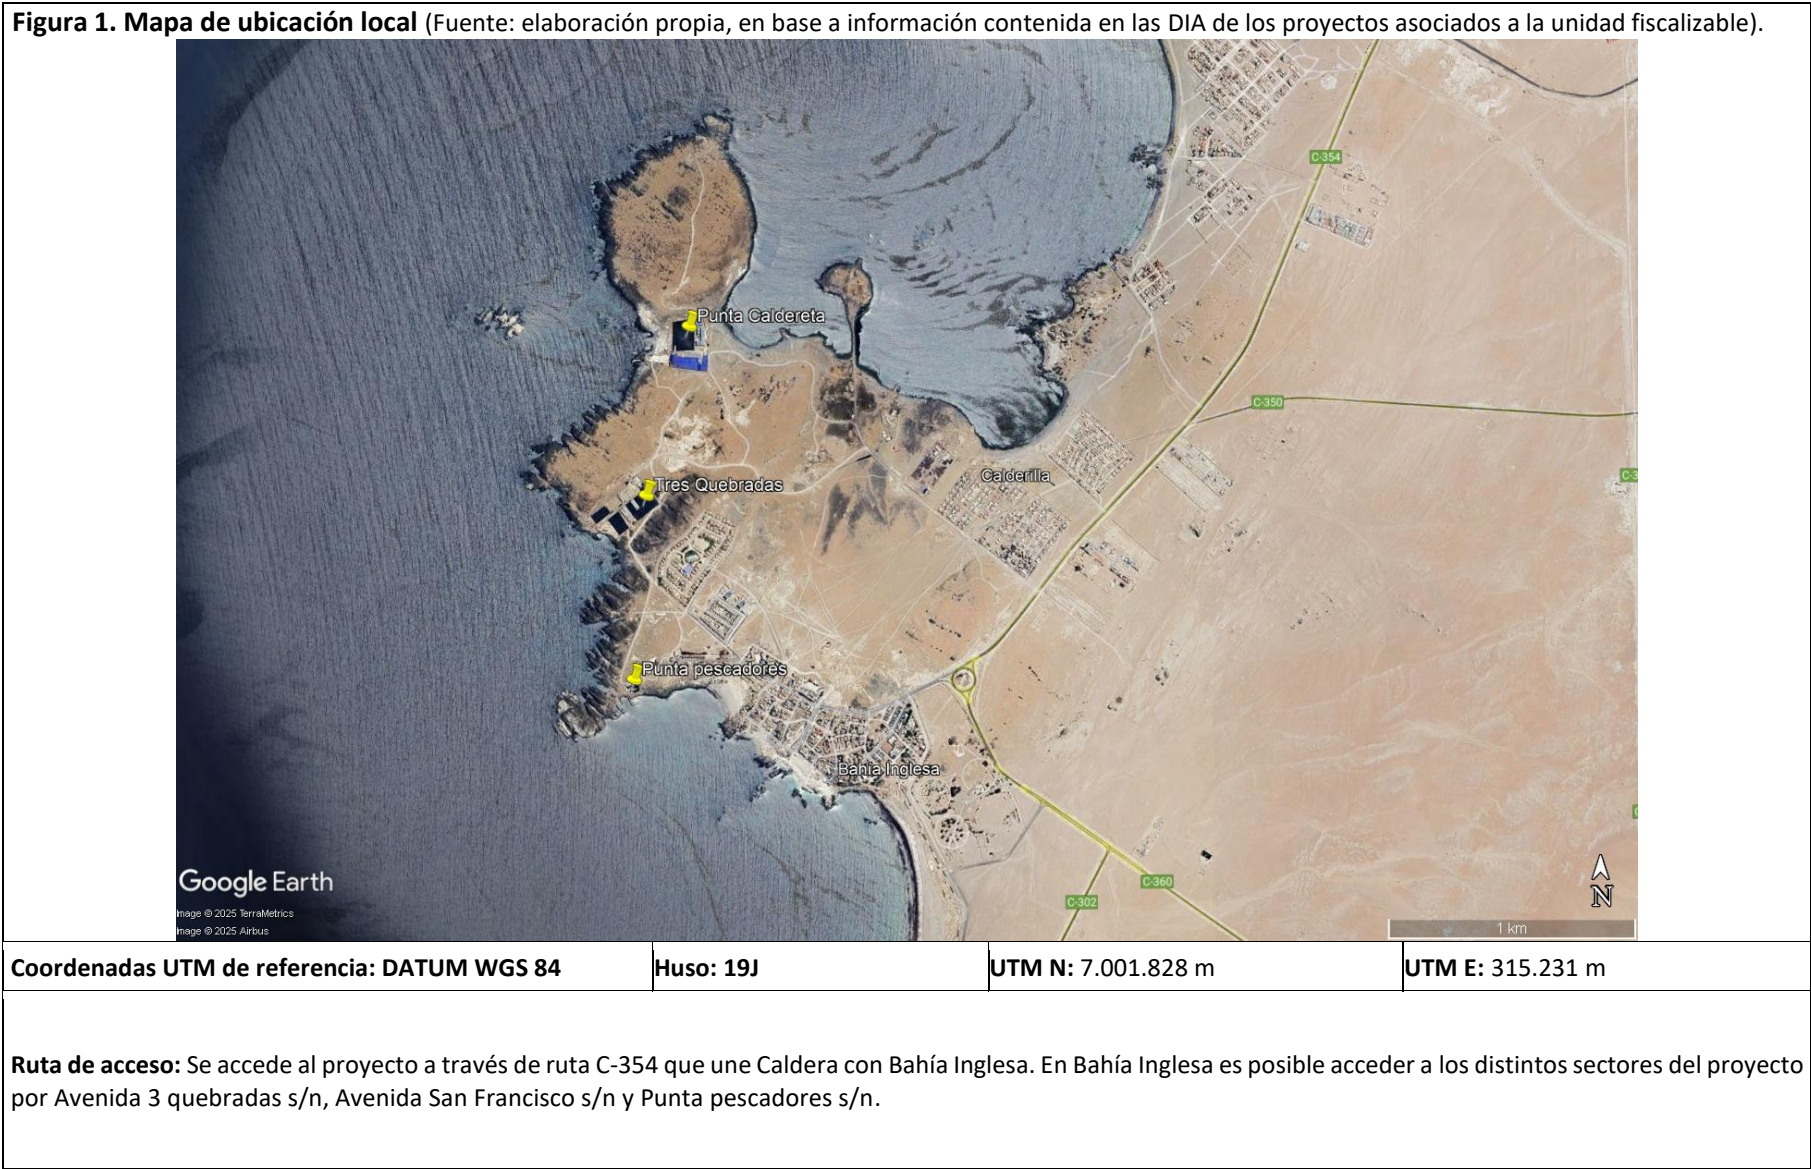 Figura 1. Mapa de ubicación local (Fuente: elaboración propia, en base a información contenida en las DIA de los proyectos asociados a la unidad fiscalizable).
C-354
Punta Caldereta
C-350
Calderilla
C-3
Tres Quebradas
Punta pescadores
Bahía Inglesa
Google Earth
C-360
N
C-302
Image © 2025 TerraMetrics
Image © 2025 Airbus
1 km
Coordenadas UTM de referencia: DATUM WGS 84 Huso: 19J UTM N: 7.001.828 m UTM E: 315.231 m
Ruta de acceso: Se accede al proyecto a través de ruta C-354 que une Caldera con Bahía Inglesa. En Bahía Inglesa es posible acceder a los distintos sectores del proyecto
por Avenida 3 quebradas s/n, Avenida San Francisco s/n y Punta pescadores s/n.